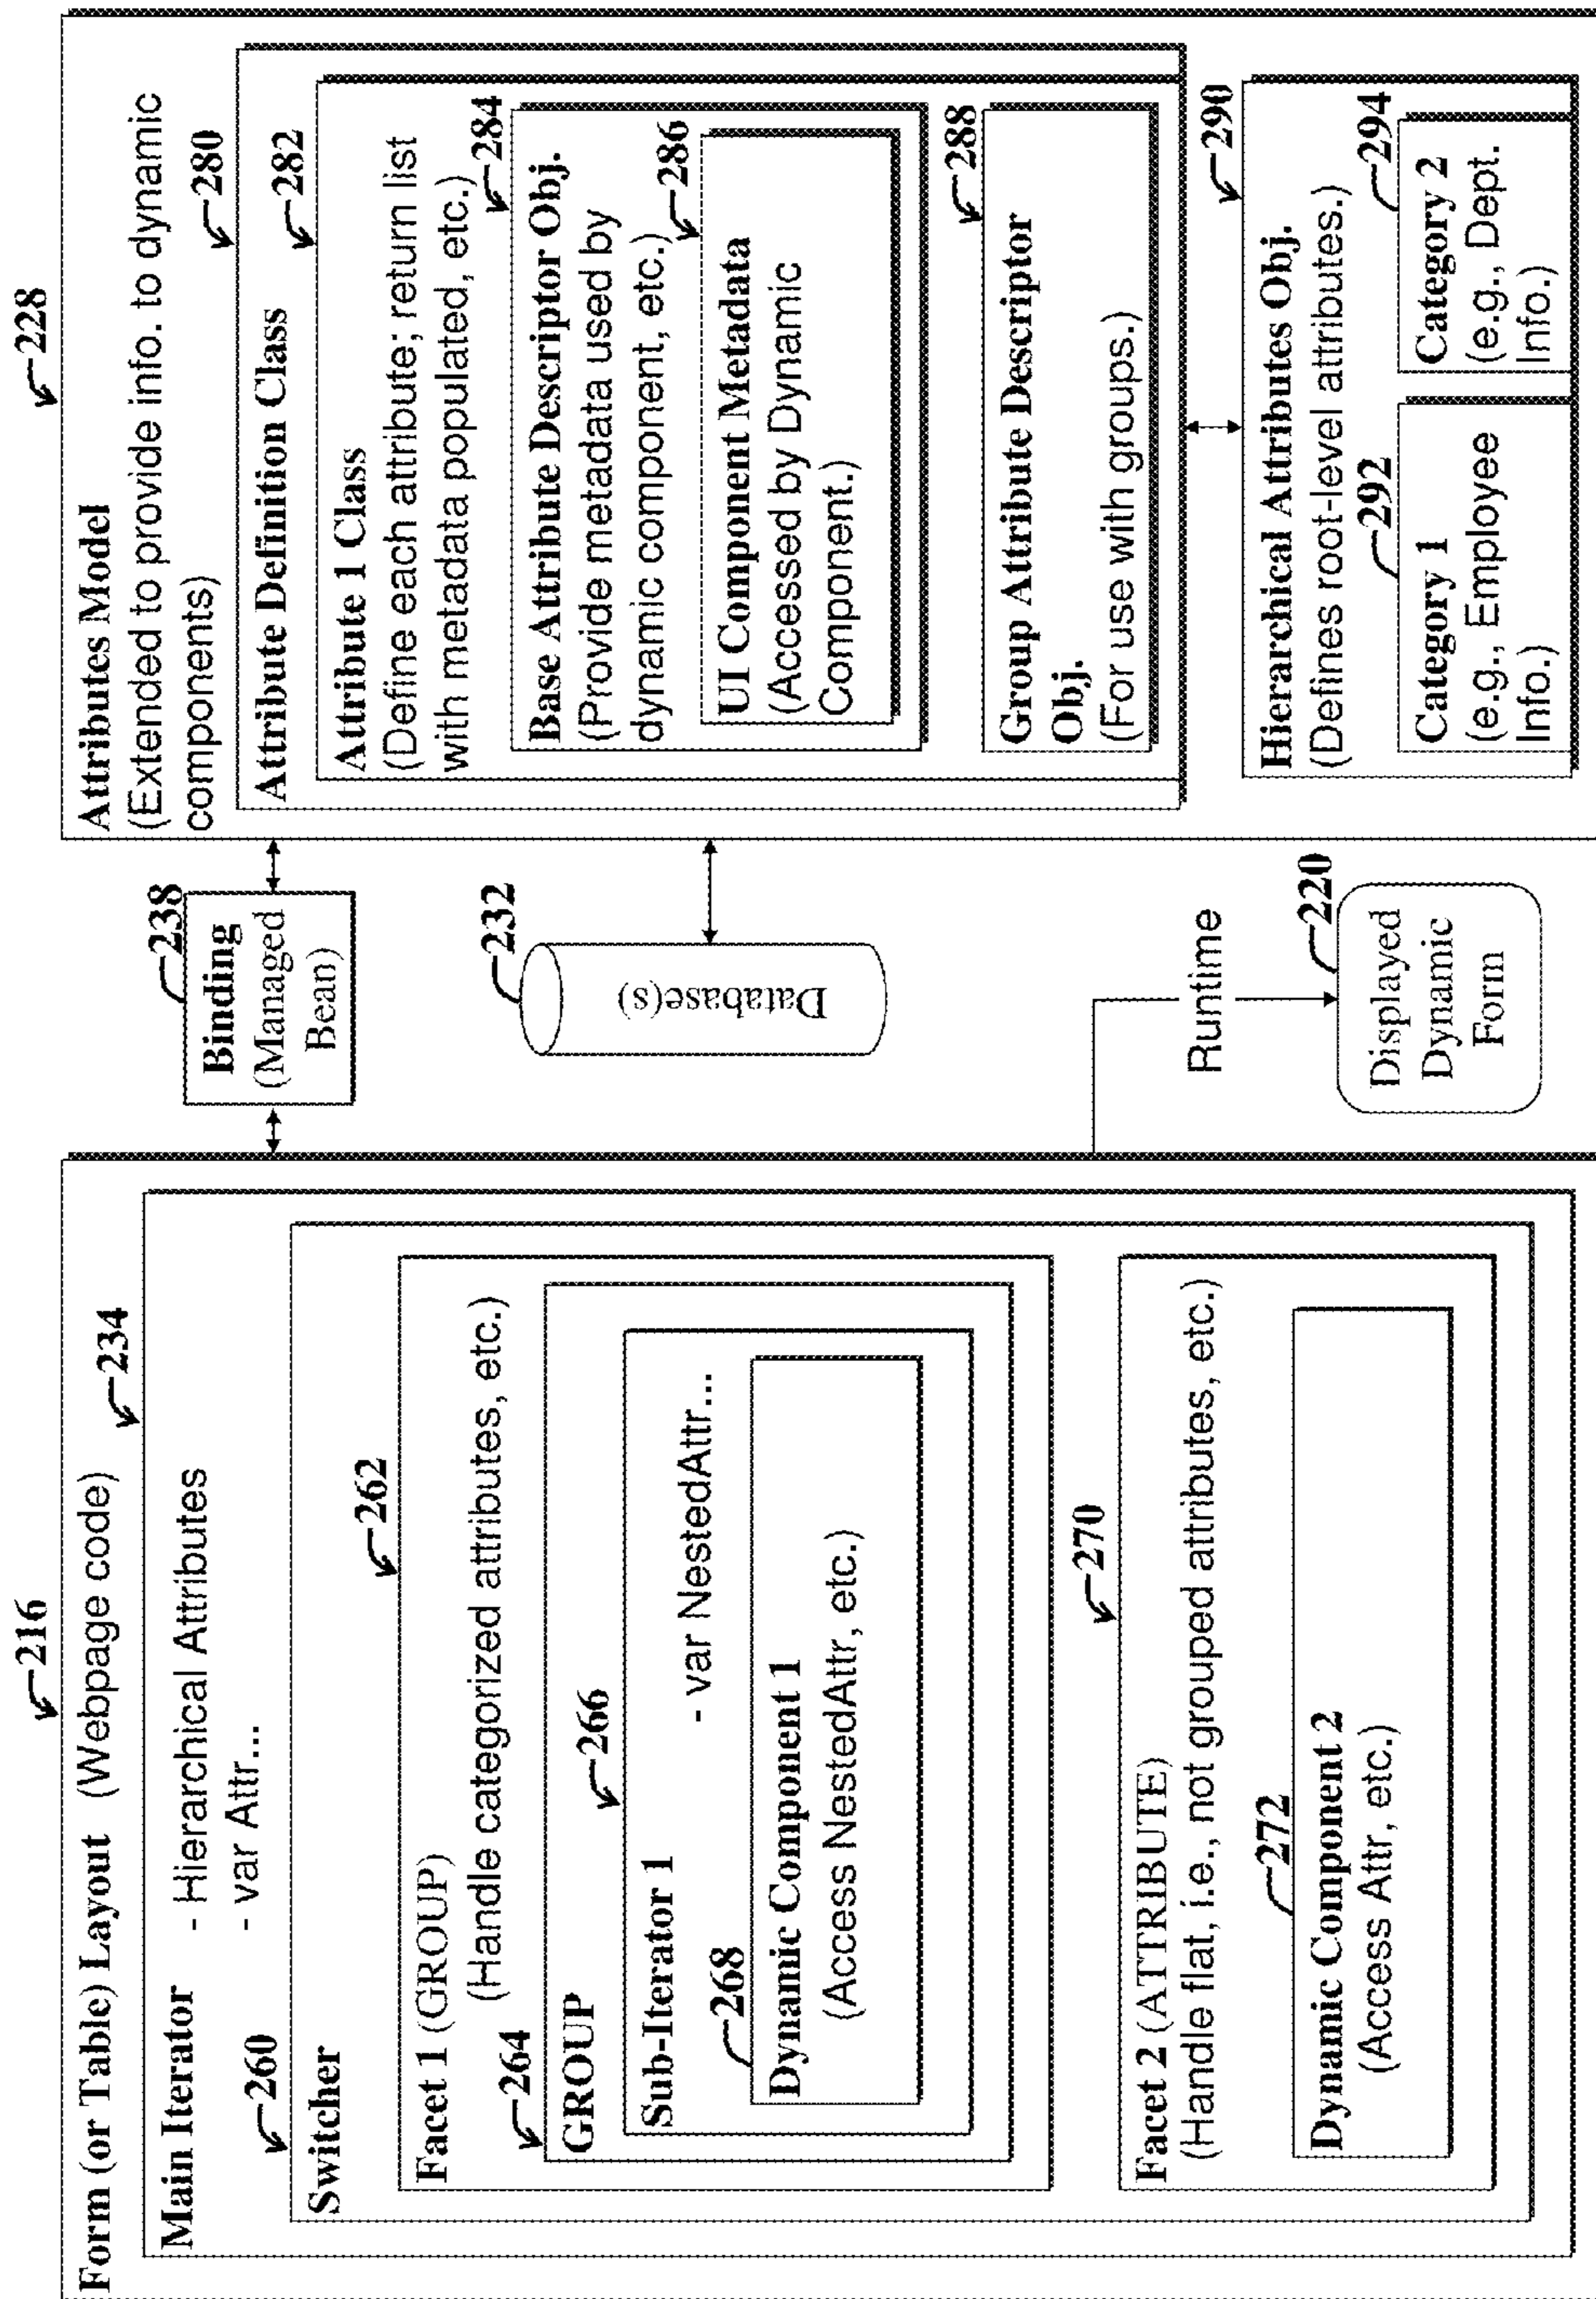 216
Form (or Table) Layout (Webpage code)
234
Main Iterator - Hierarchical Attributes
- var Attr...
260
Switcher
262
Facet 1 (GROUP)
(Handle categorized attributes, etc.)
264
GROUP
266
Sub-Iterator 1
- var NestedAttr...
268
Dynamic Component 1
(Access NestedAttr, etc.)
270
Facet 2 (ATTRIBUTE)
(Handle flat, i.e., not grouped attributes, etc.)
272
Dynamic Component 2
(Access Attr, etc.)
238
Binding
(Managed
Bean)
232
Database(s)
Runtime
220
Displayed
Dynamic
Form
228
Attributes Model
(Extended to provide info. to dynamic
components)
280
Attribute Definition Class
282
Attribute 1 Class
(Define each attribute; return list
with metadata populated, etc.)
284
Base Attribute Descriptor Obj.
(Provide metadata used by
dynamic component, etc.)
286
UI Component Metadata
(Accessed by Dynamic
Component.)
288
Group Attribute Descriptor
Obj.
(For use with groups.)
290
Hierarchical Attributes Obj.
(Defines root-level attributes.)
292
Category 1
(e.g., Employee
Info.)
294
Category 2
(e.g., Dept.
Info.)